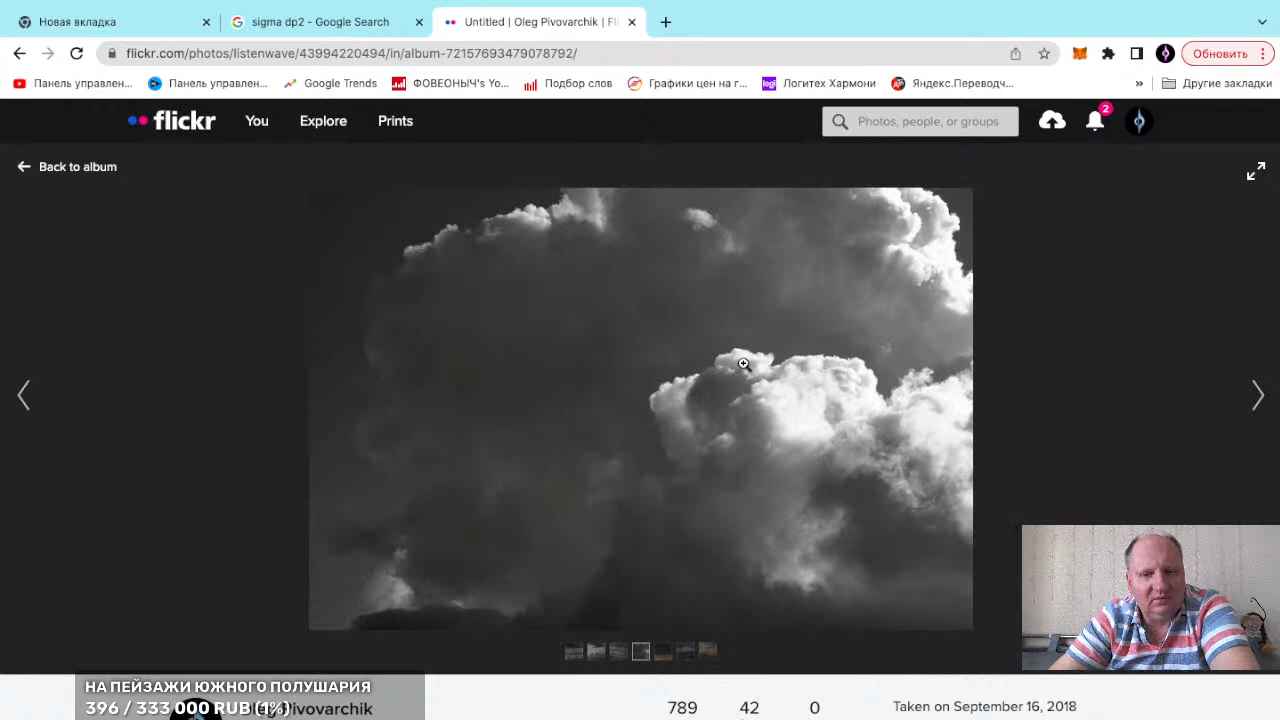 Новая вкладка
sigma dp2 - Google Search
Untitled | Oleg Pivovarchik | Fli
flickr.com/photos/listenwave/43994220494/in/album-72157693479078792/
Обновить
Панель управлен...
Панель управлен...
Google Trends
ФОВЕОНЫЧ's Yo...
Подбор слов
Графики цен на г...
logi
Логитех Хармони
Яндекс.Переводч...
»
Другие закладки
flickr
You
Explore
Prints
Photos, people, or groups
2
Back to album
НА ПЕЙЗАЖИ ЮЖНОГО ПОЛУШАРИЯ
396 / 333 000 RUB (1%)
Pivovarchik
789
42
0
Taken on September 16, 2018